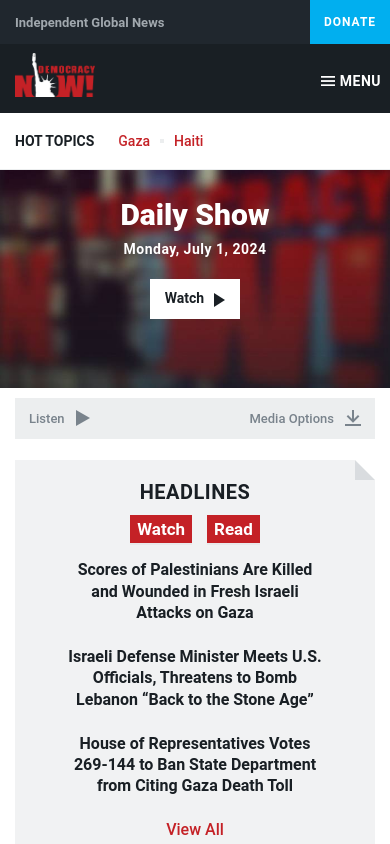 Independent Global News
DONATE
DEMOCRACY
NOW!
MENU
HOT TOPICS
Gaza
Haiti
Daily Show
Monday, July 1, 2024
Watch
Listen
Media Options
HEADLINES
Watch
Read
Scores of Palestinians Are Killed
and Wounded in Fresh Israeli
Attacks on Gaza
Israeli Defense Minister Meets U.S.
Officials, Threatens to Bomb
Lebanon “Back to the Stone Age”
House of Representatives Votes
269-144 to Ban State Department
from Citing Gaza Death Toll
View All